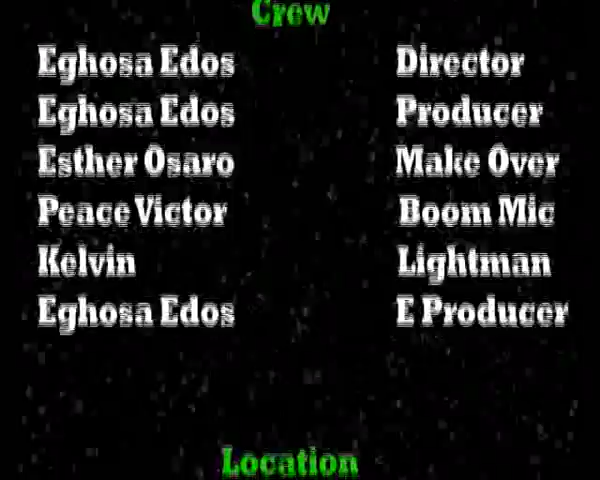 Crew
Eghosa Edos Director
Eghosa Edos Producer
Esther Osaro Make Over
Peace Victor Boom Mic
Kelvin Lightman
Eghosa Edos E Producer
Location